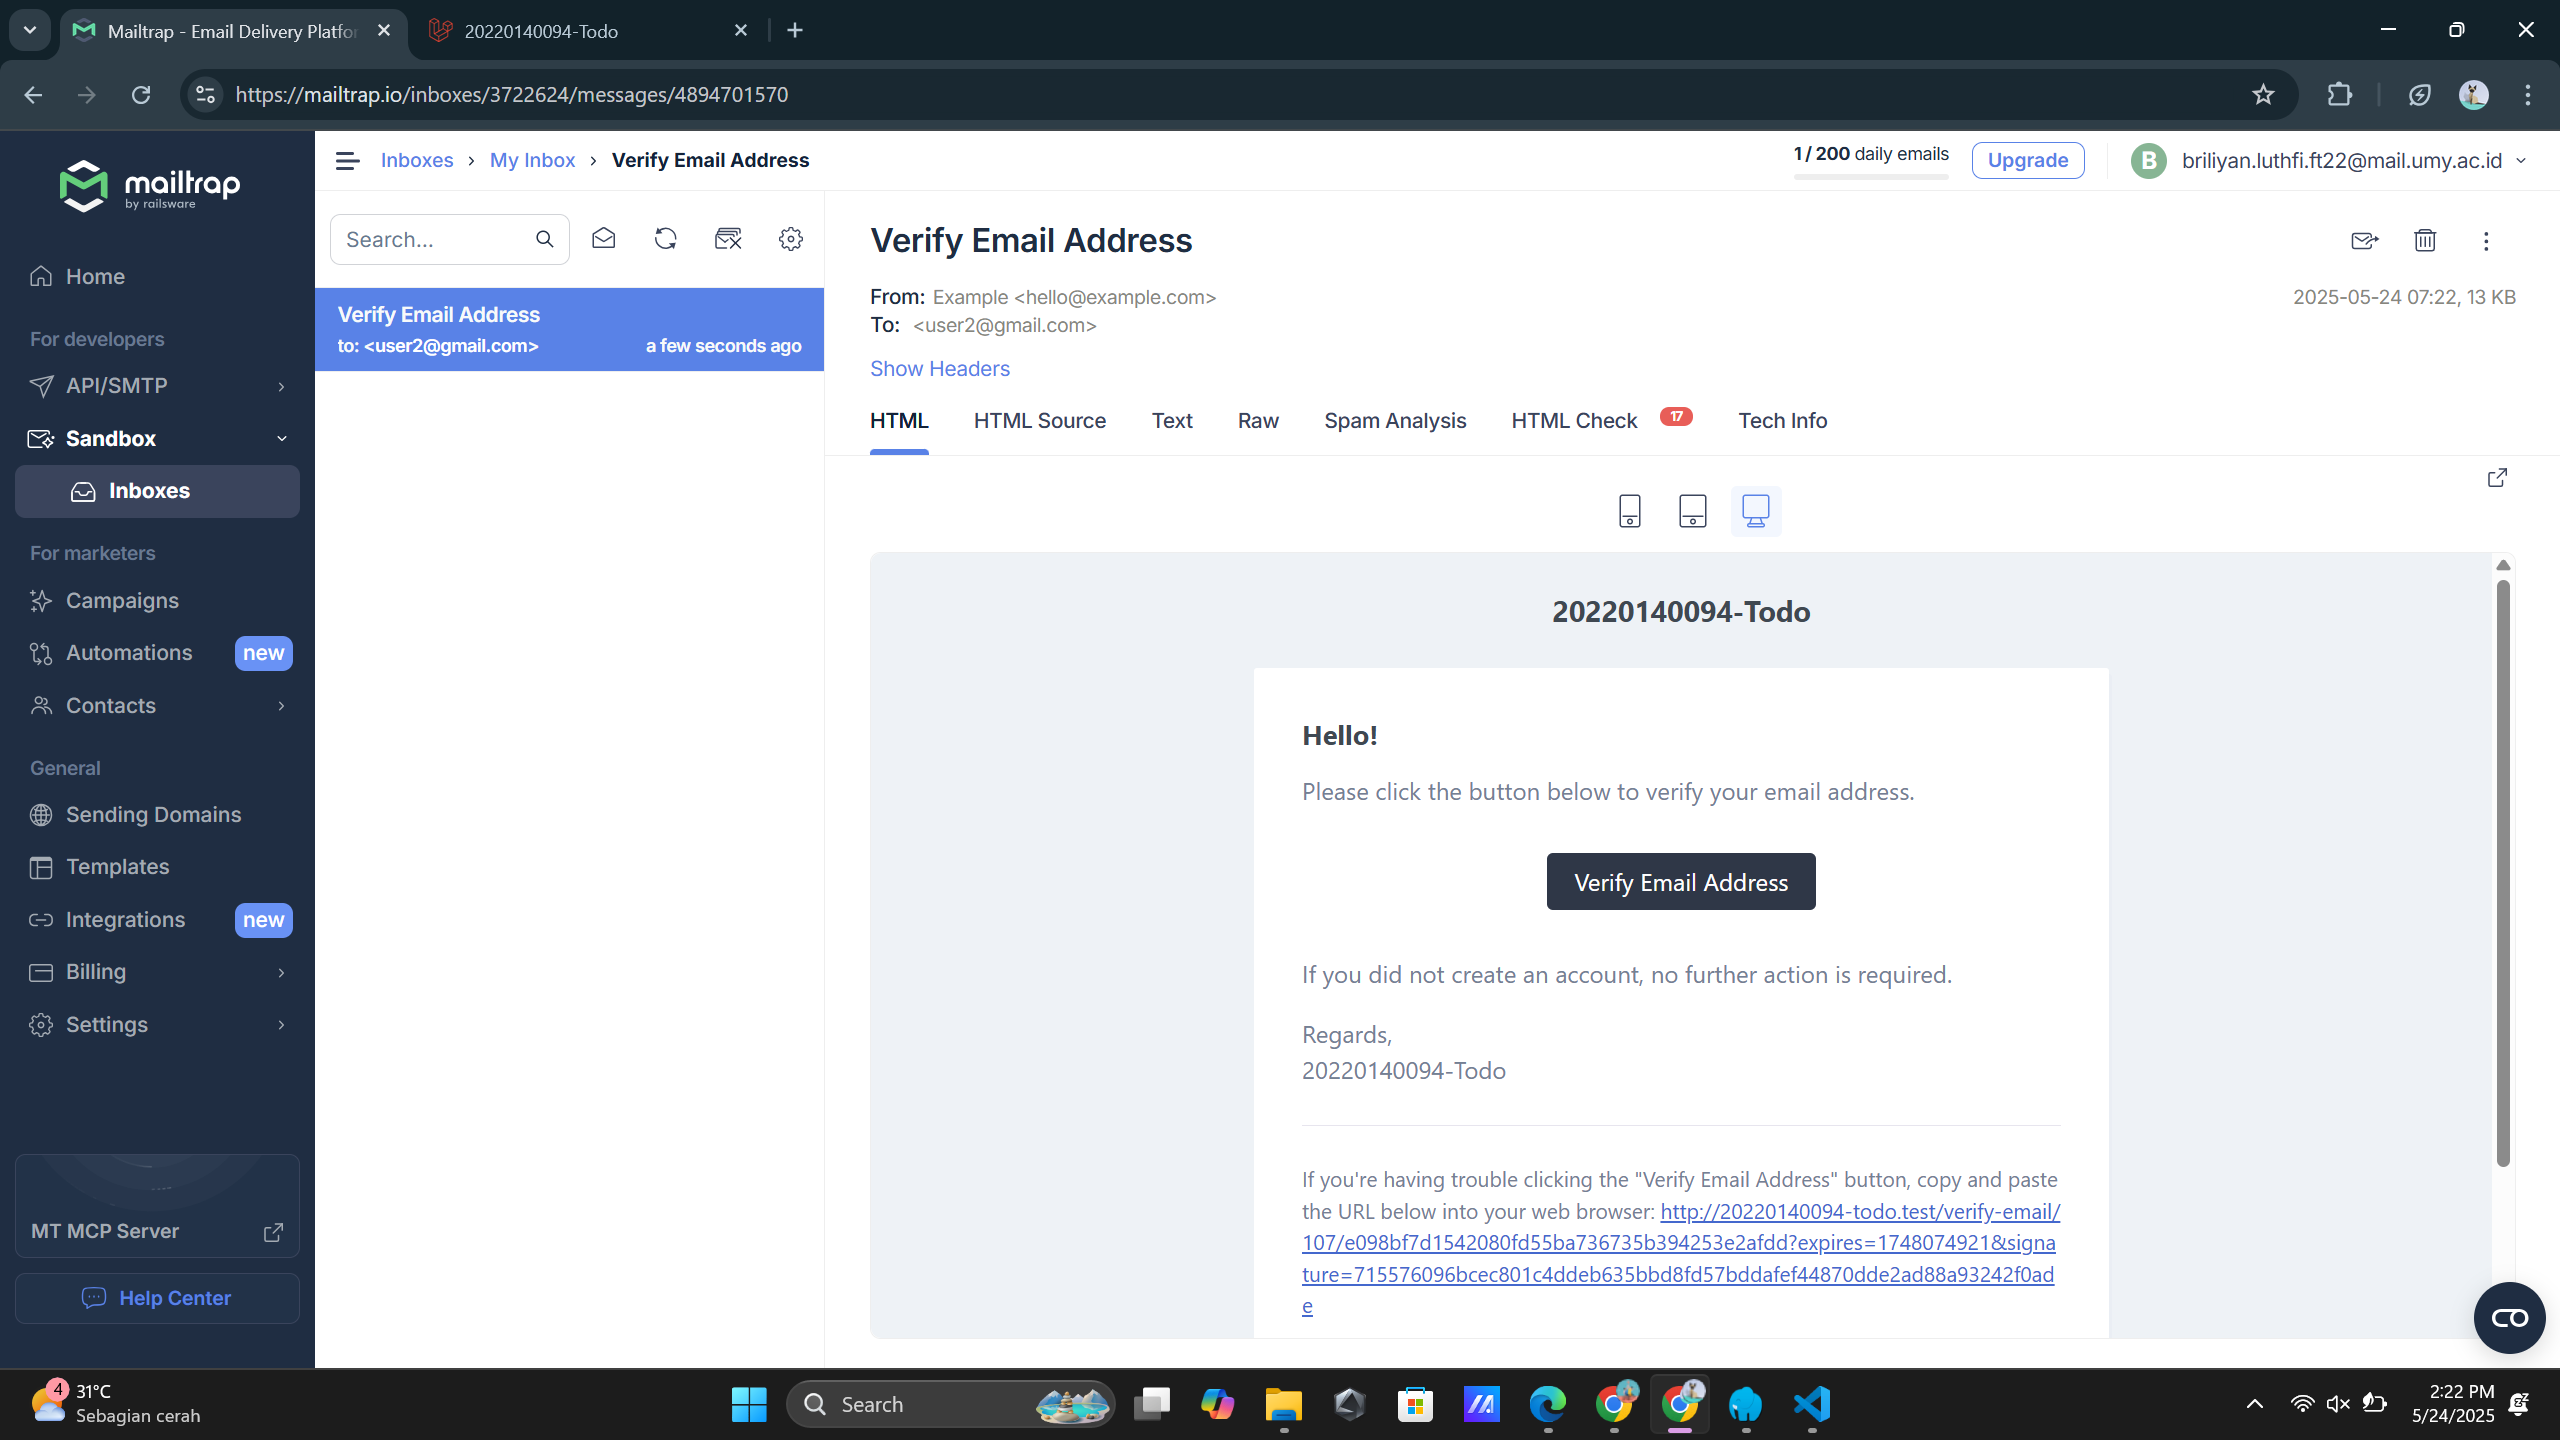 Mailtrap - Email Delivery Platfor
20220140094-Todo
https://mailtrap.io/inboxes/3722624/messages/4894701570
mailtrap
by railsware
Inboxes > My Inbox > Verify Email Address
1 / 200 daily emails
Upgrade
B
briliyan.luthfi.ft22@mail.umy.ac.id
Home
For developers
API/SMTP
Sandbox
Inboxes
For marketers
Campaigns
Automations new
Contacts
General
Sending Domains
Templates
Integrations new
Billing
Settings
MT MCP Server
Help Center
Search...
Verify Email Address
to: <user2@gmail.com> a few seconds ago
Verify Email Address
From: Example <hello@example.com>
2025-05-24 07:22, 13 KB
To: <user2@gmail.com>
Show Headers
HTML HTML Source Text Raw Spam Analysis HTML Check 17 Tech Info
20220140094-Todo
Hello!
Please click the button below to verify your email address.
Verify Email Address
If you did not create an account, no further action is required.
Regards,
20220140094-Todo
If you're having trouble clicking the "Verify Email Address" button, copy and paste
the URL below into your web browser: http://20220140094-todo.test/verify-email/
107/e098bf7d1542080fd55ba736735b394253e2afdd?expires=1748074921&signa
ture=715576096bcec801c4ddeb635bbd8fd57bddafef44870dde2ad88a93242f0ad
e
4
31°C
Sebagian cerah
Search
2:22 PM
5/24/2025